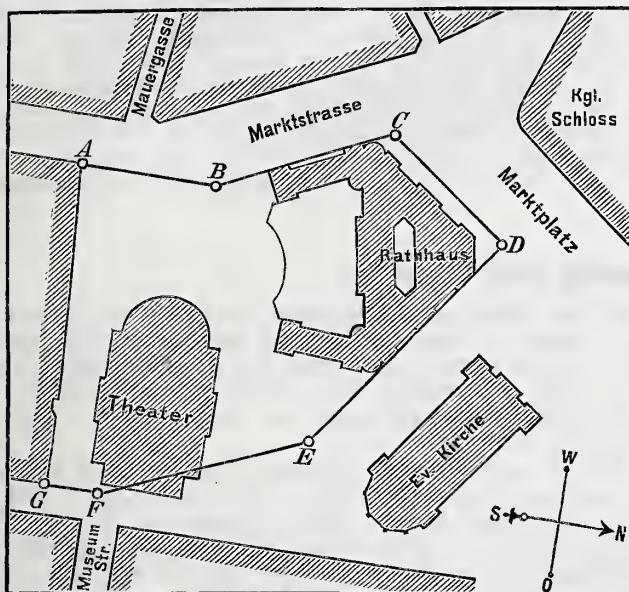 Mauergasse
Marktstrasse
C
Kgl.
Schloss
A
B
Marktplatz
D
Rathhaus
Theater
E
Ev. Kirche
W
G
F
S
N
Museum
Str.
O